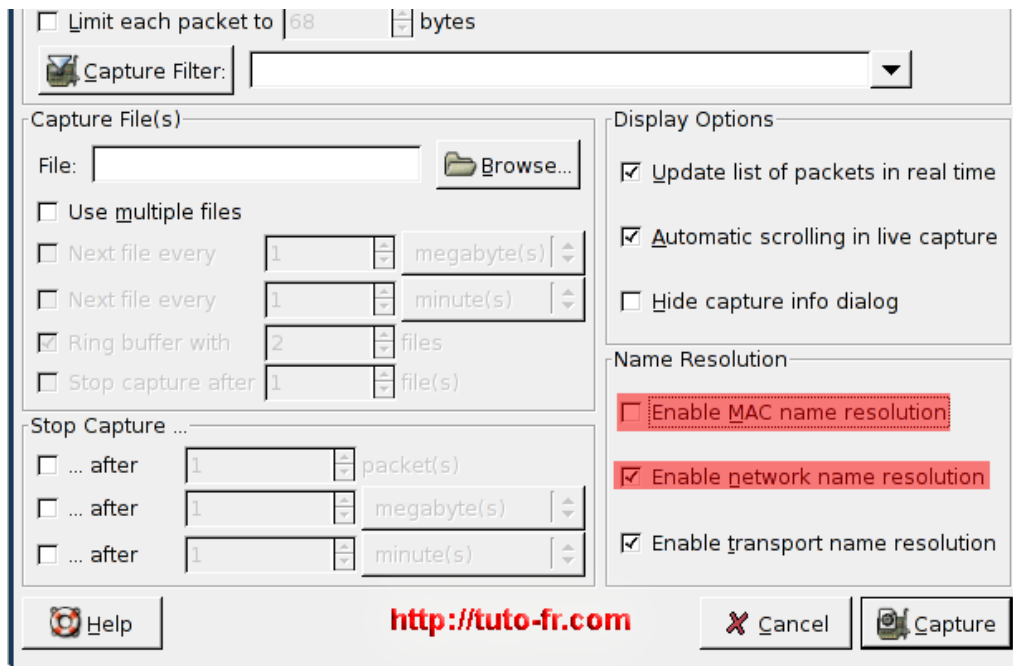 Limit each packet to 68 bytes
Capture Filter:
Capture File(s)
File: Browse...
Use multiple files
Next file every 1 megabyte(s)
Next file every 1 minute(s)
Ring buffer with 2 files
Stop capture after 1 file(s)
Stop Capture ...
... after 1 packet(s)
... after 1 megabyte(s)
... after 1 minute(s)
Display Options
Update list of packets in real time
Automatic scrolling in live capture
Hide capture info dialog
Name Resolution
Enable MAC name resolution
Enable network name resolution
Enable transport name resolution
Help
http://tuto-fr.com
Cancel
Capture